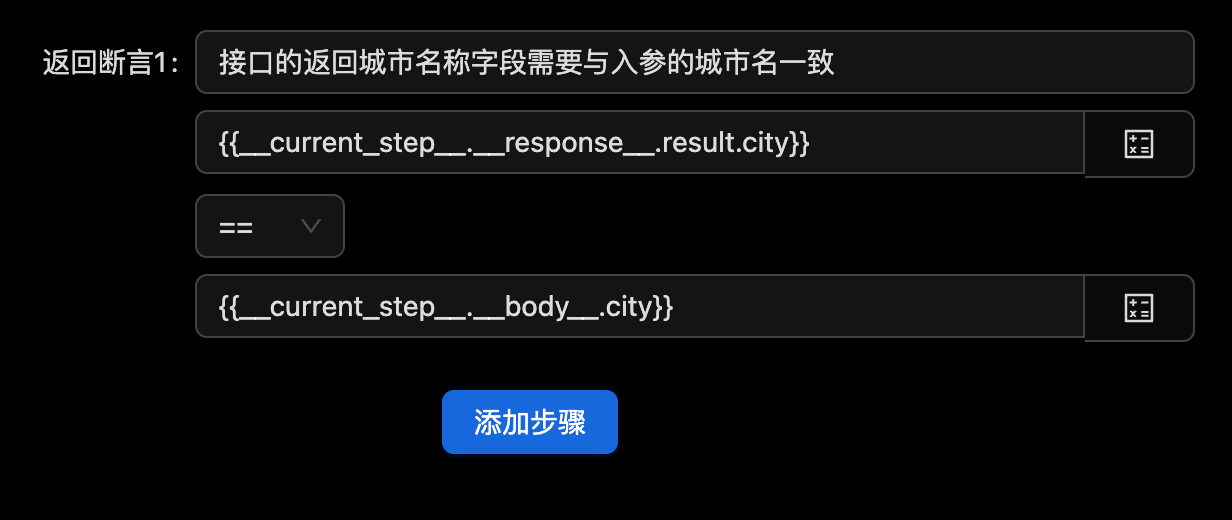 返回断言1: 接口的返回城市名称字段需要与入参的城市名一致
{{__current_step__.__response__.result.city}}
==
{{__current_step__.__body__.city}}
添加步骤